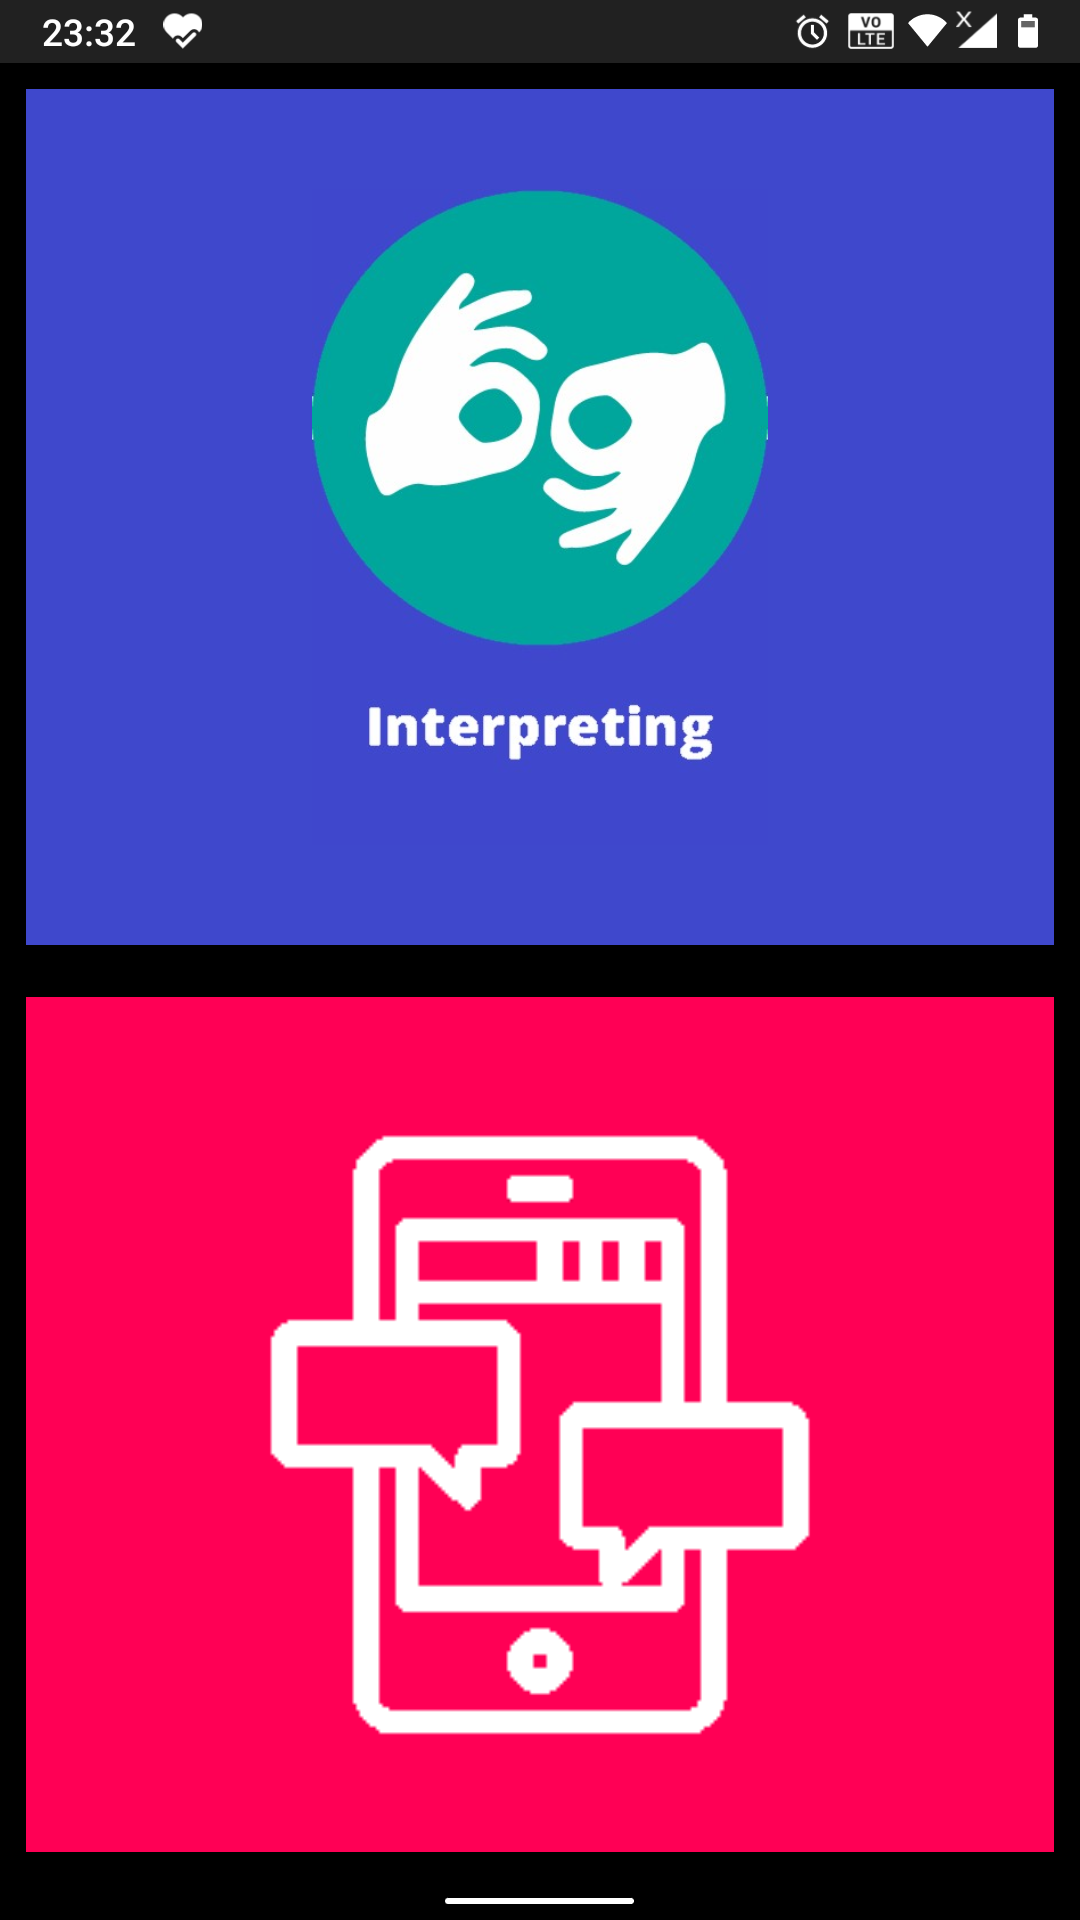 23:32
VO
LTE
X
Interpreting